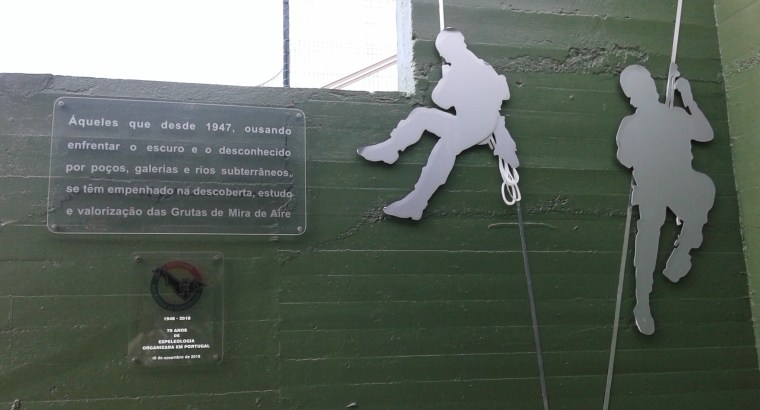 Àqueles que desde 1947, ousando
enfrentar o escuro e o desconhecido
por poços, galerias e rios subterrâneos,
se têm empenhado na descoberta, estudo
e valorização das Grutas de Mira de Aire
1948 - 2018
70 ANOS
DE
ESPELEOLOGIA
ORGANIZADA EM PORTUGAL